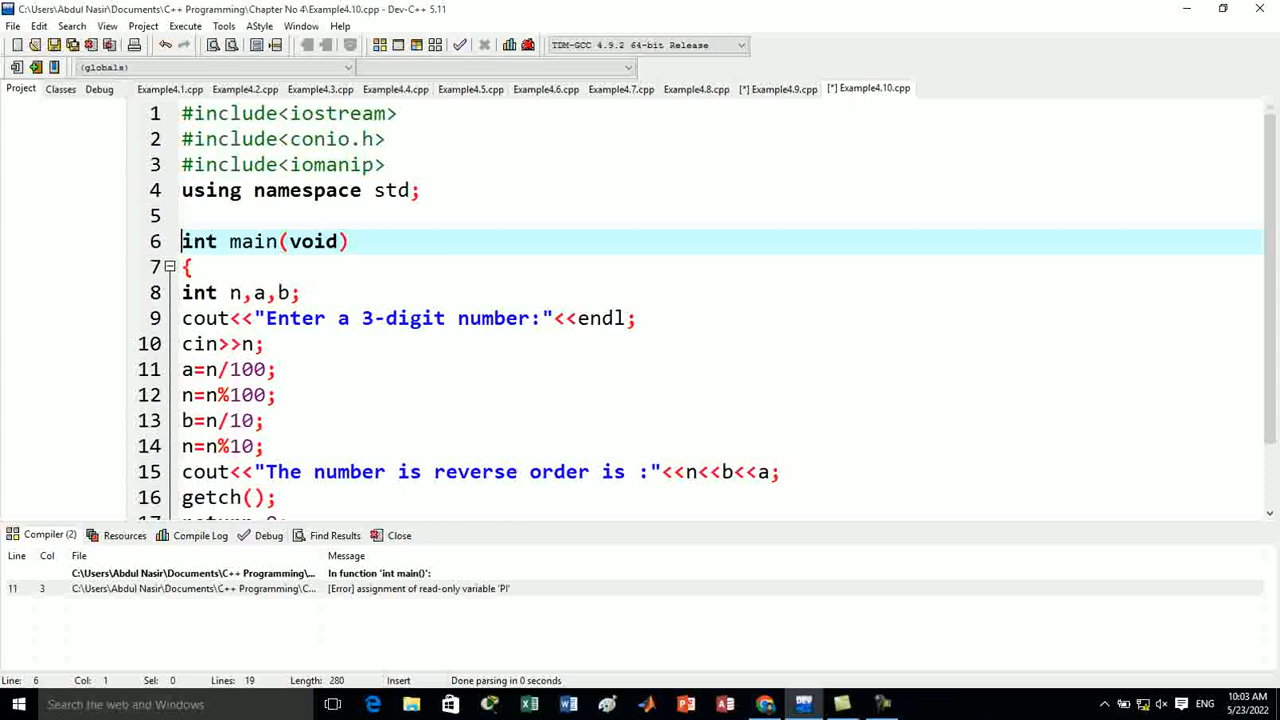 C:\Users\Abdul Nasir\Documents\C++ Programming\Chapter No 4\Example4.10.cpp - Dev-C++ 5.11
File Edit Search View Project Execute Tools AStyle Window Help
TDM-GCC 4.9.2 64-bit Release
(globals)
Project Classes Debug Example4.1.cpp Example4.2.cpp Example4.3.cpp Example4.4.cpp Example4.5.cpp Example4.6.cpp Example4.7.cpp Example4.8.cpp [*] Example4.9.cpp [*] Example4.10.cpp
1 #include<iostream>
2 #include<conio.h>
3 #include<iomanip>
4 using namespace std;
5
6 int main(void)
7 {
8 int n,a,b;
9 cout<<"Enter a 3-digit number:"<<endl;
10 cin>>n;
11 a=n/100;
12 n=n%100;
13 b=n/10;
14 n=n%10;
15 cout<<"The number is reverse order is :"<<n<<b<<a;
16 getch();
Compiler (2) Resources Compile Log Debug Find Results Close
Line Col File Message
C:\Users\Abdul Nasir\Documents\C++ Programming\... In function 'int main()':
11 3 C:\Users\Abdul Nasir\Documents\C++ Programming\C... [Error] assignment of read-only variable 'PI'
Line: 6 Col: 1 Sel: 0 Lines: 19 Length: 280 Insert Done parsing in 0 seconds
Search the web and Windows
ENG
10:03 AM
5/23/2022